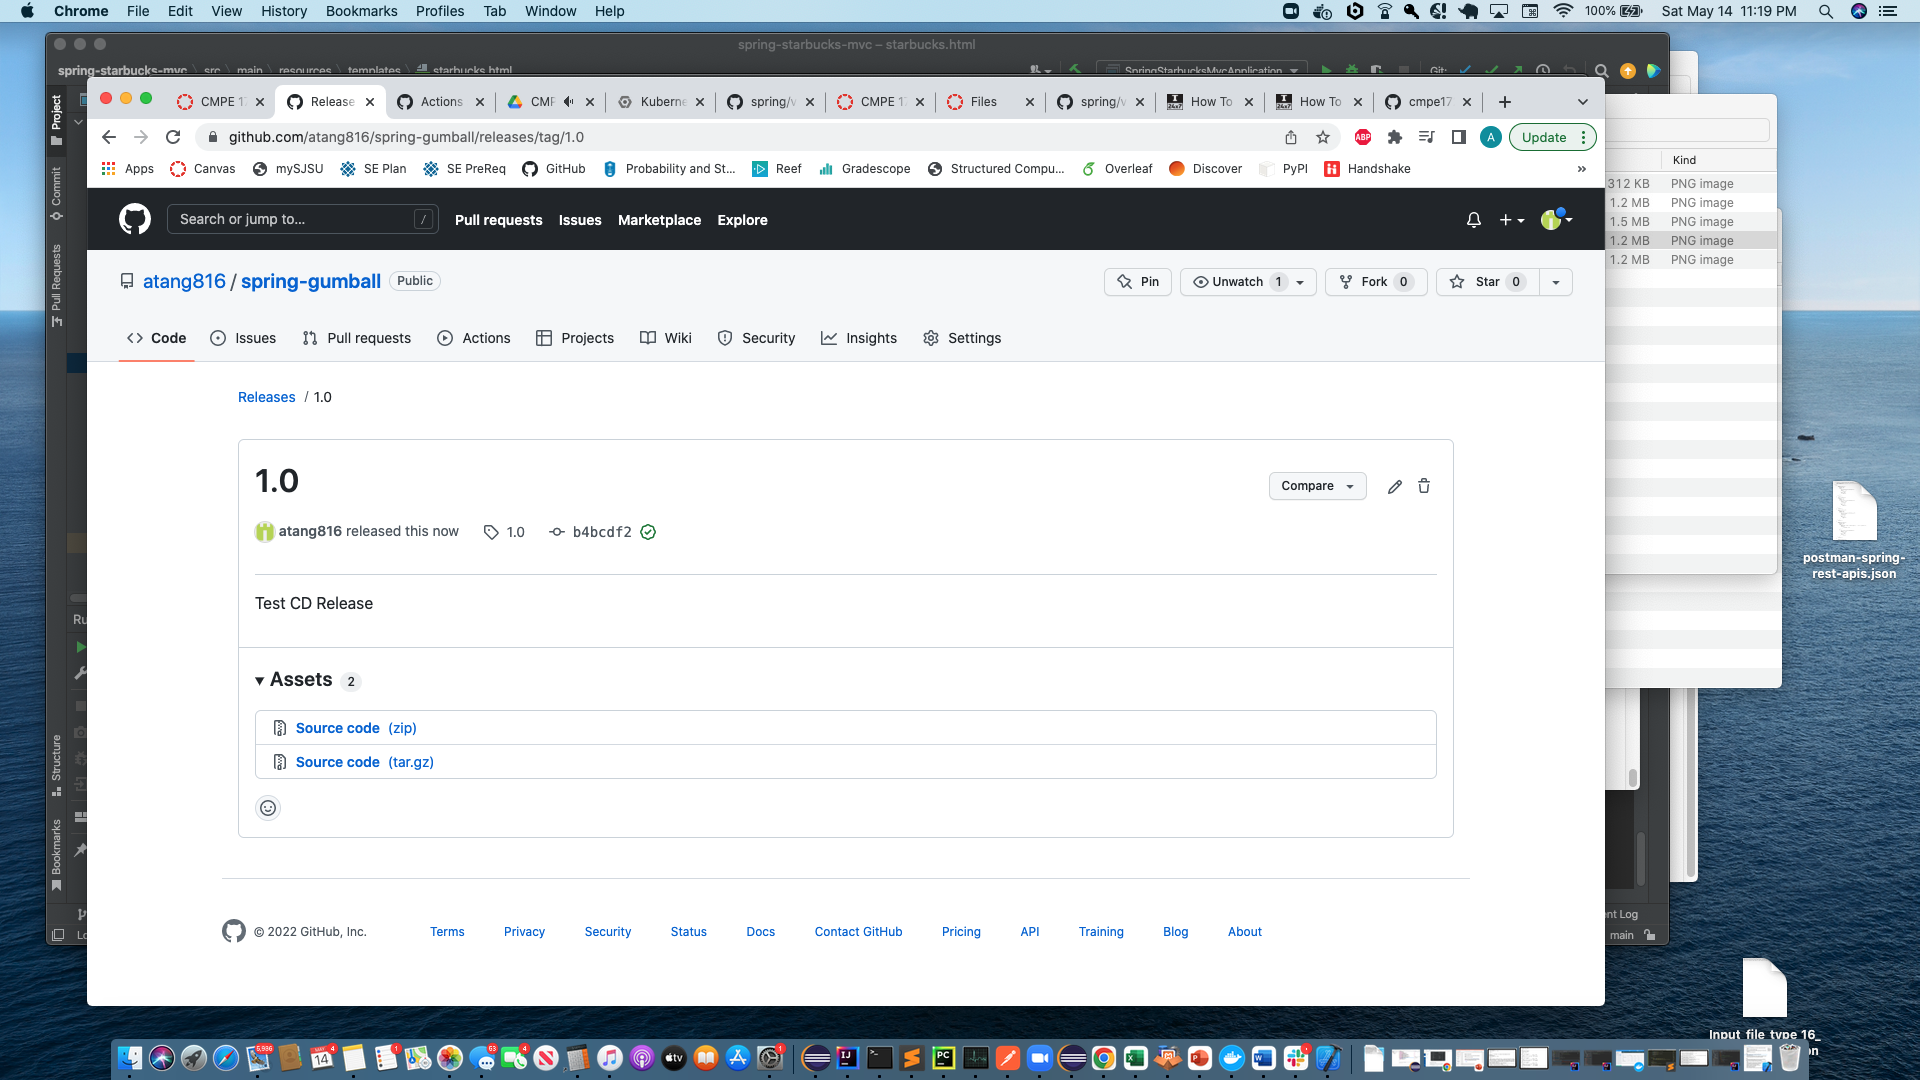 Chrome File Edit View History Bookmarks Profiles Tab Window Help 100% Sat May 14 11:19 PM
spring-starbucks-mvc – starbucks.html
spring-starbucks-mvc src main resources templates starbucks.html SpringStarbucksMvcApplication Git:
CMPE 17 Release Actions CMP Kuberne spring/v CMPE 17 Files spring/v How To How To cmpe17
github.com/atang816/spring-gumball/releases/tag/1.0 ABP A Update
Apps Canvas mySJSU SE Plan SE PreReq GitHub Probability and St... Reef Gradescope Structured Compu... Overleaf Discover PyPI Handshake »
Search or jump to... / Pull requests Issues Marketplace Explore
atang816 / spring-gumball Public Pin Unwatch 1 Fork 0 Star 0
Code Issues Pull requests Actions Projects Wiki Security Insights Settings
Releases / 1.0
1.0
Compare
atang816 released this now 1.0 b4bcdf2
Test CD Release
Assets 2
Source code (zip)
Source code (tar.gz)
© 2022 GitHub, Inc. Terms Privacy Security Status Docs Contact GitHub Pricing API Training Blog About
Project
Commit
Pull Requests
Structure
Bookmarks
Kind
312 KB PNG image
1.2 MB PNG image
1.5 MB PNG image
1.2 MB PNG image
1.2 MB PNG image
main
postman-spring-
rest-apis.json
Input_file_type 16_